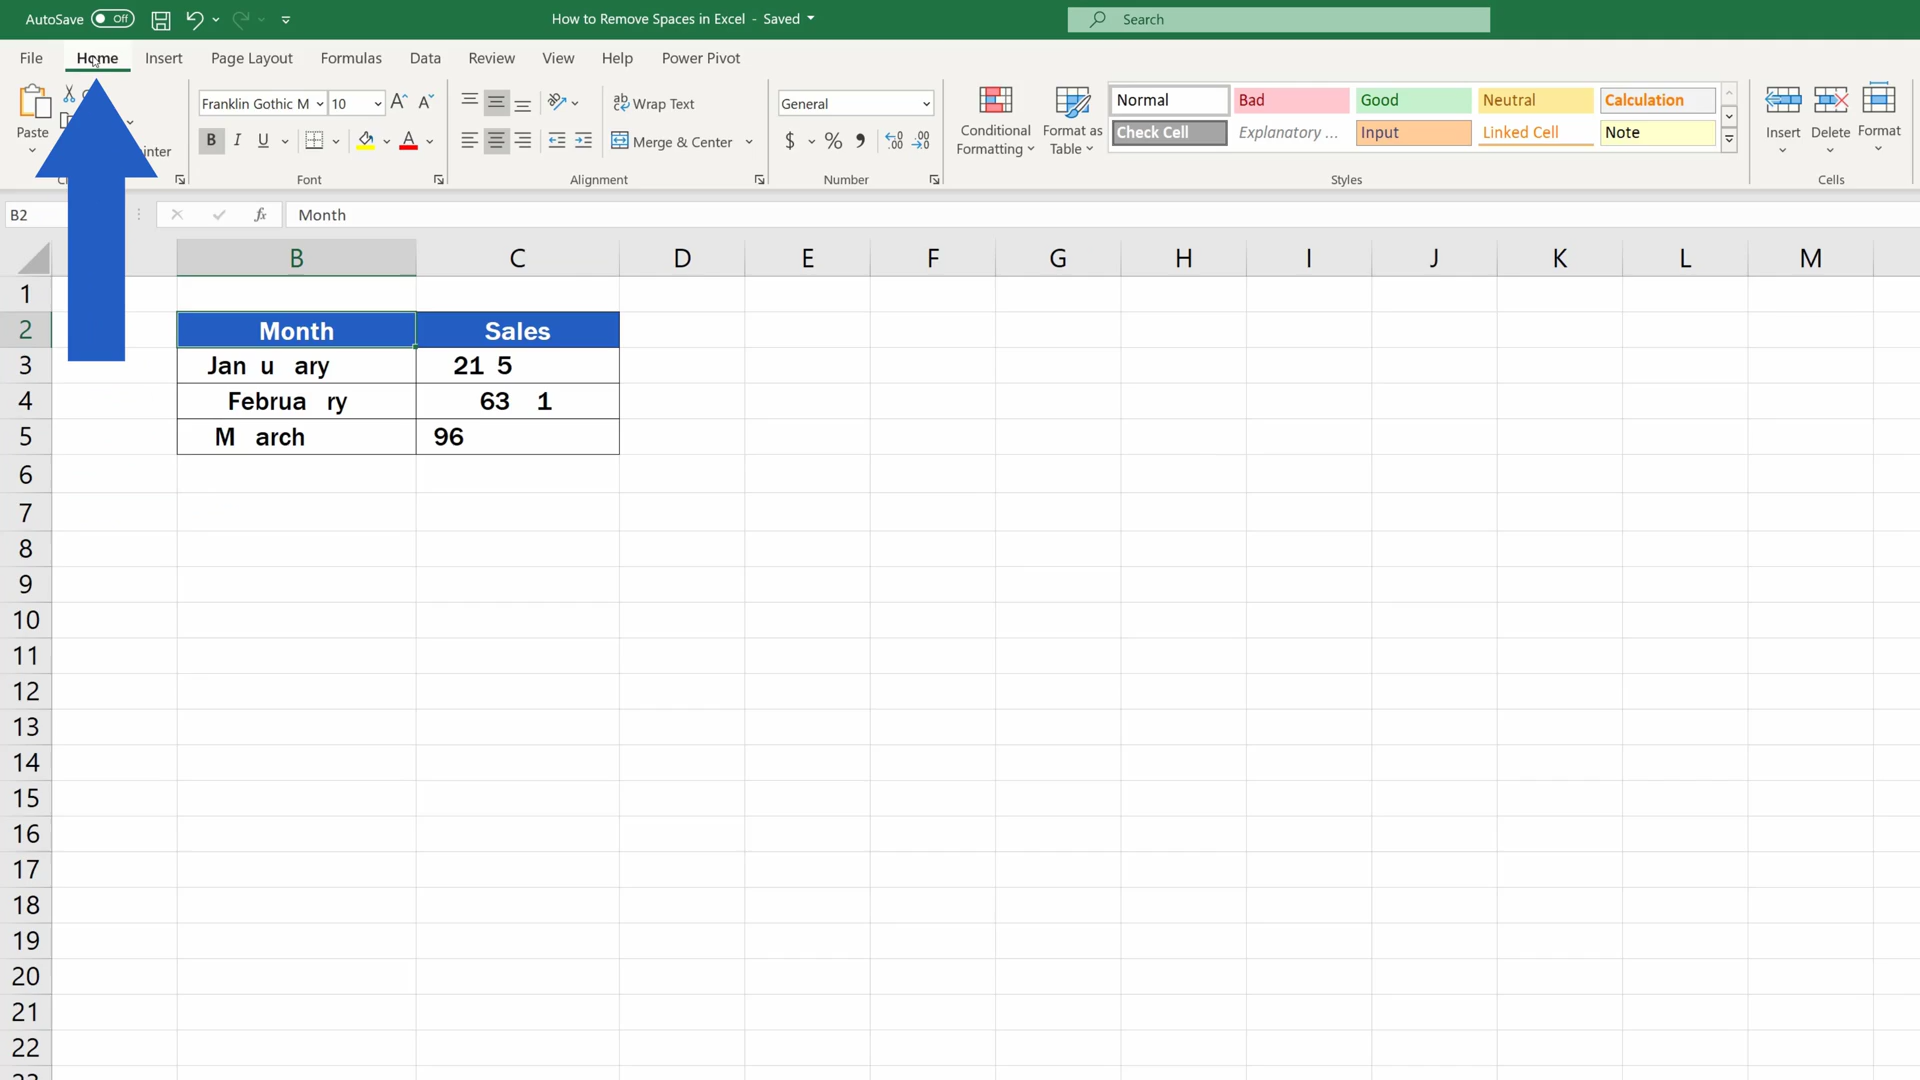 AutoSave Off
How to Remove Spaces in Excel - Saved
Search
File Home Insert Page Layout Formulas Data Review View Help Power Pivot
Paste
Franklin Gothic M 10
B I U A
Font
ab Wrap Text
Merge & Center
Alignment
General
$ % 9
Number
Conditional Formatting
Format as Table
Normal Bad Good Neutral Calculation
Check Cell Explanatory ... Input Linked Cell Note
Styles
Insert Delete Format
Cells
B2 fx Month
B C D E F G H I J K L M
1
2 Month Sales
3 Jan u ary 21 5
4 Februa ry 63 1
5 M arch 96
6
7
8
9
10
11
12
13
14
15
16
17
18
19
20
21
22